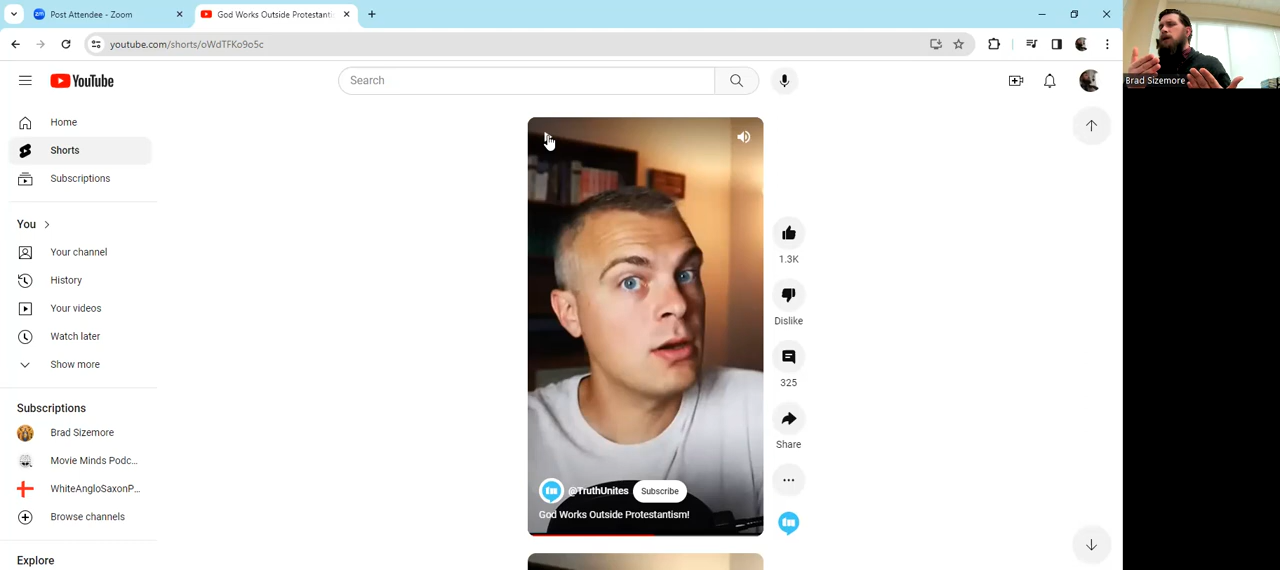 Post Attendee - Zoom
God Works Outside Protestanti
youtube.com/shorts/oWdTFKo9o5c
Brad Sizemore
YouTube
Search
Home
Shorts
Subscriptions
You
Your channel
History
Your videos
Watch later
Show more
Subscriptions
Brad Sizemore
Movie Minds Podc...
WhiteAngloSaxonP...
Browse channels
Explore
1.3K
Dislike
325
Share
@TruthUnites
Subscribe
God Works Outside Protestantism!